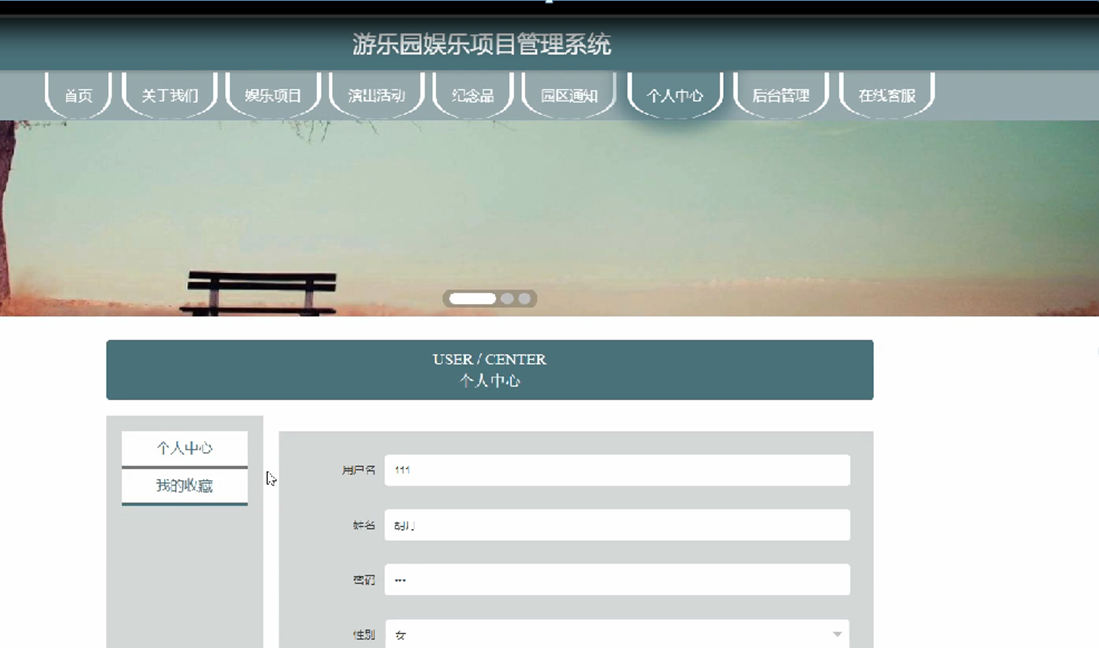 游乐园娱乐项目管理系统
首页 关于我们 娱乐项目 演出活动 纪念品 园区通知 个人中心 后台管理 在线客服
USER / CENTER
个人中心
个人中心
我的收藏
用户名 111
姓名
密码 •••
性别 女